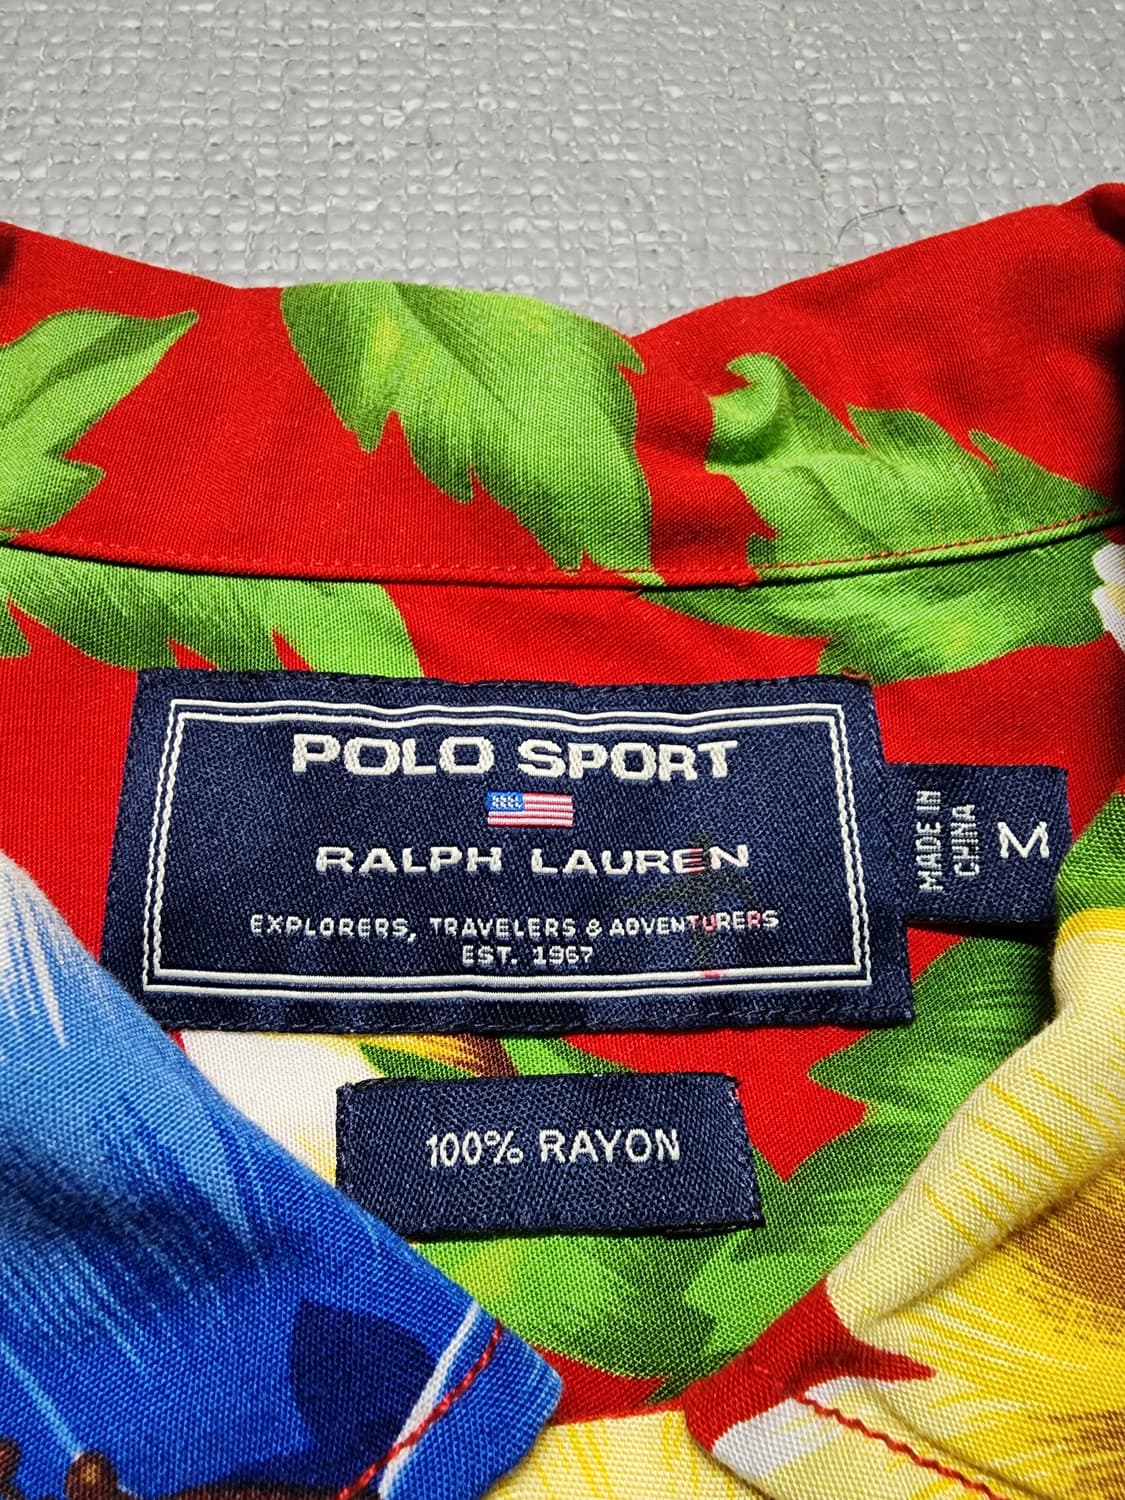 POLO SPORT
RALPH LAUREN
EXPLORERS, TRAVELERS & ADVENTURERS
EST. 1967
MADE IN
CHINA
M
100% RAYON